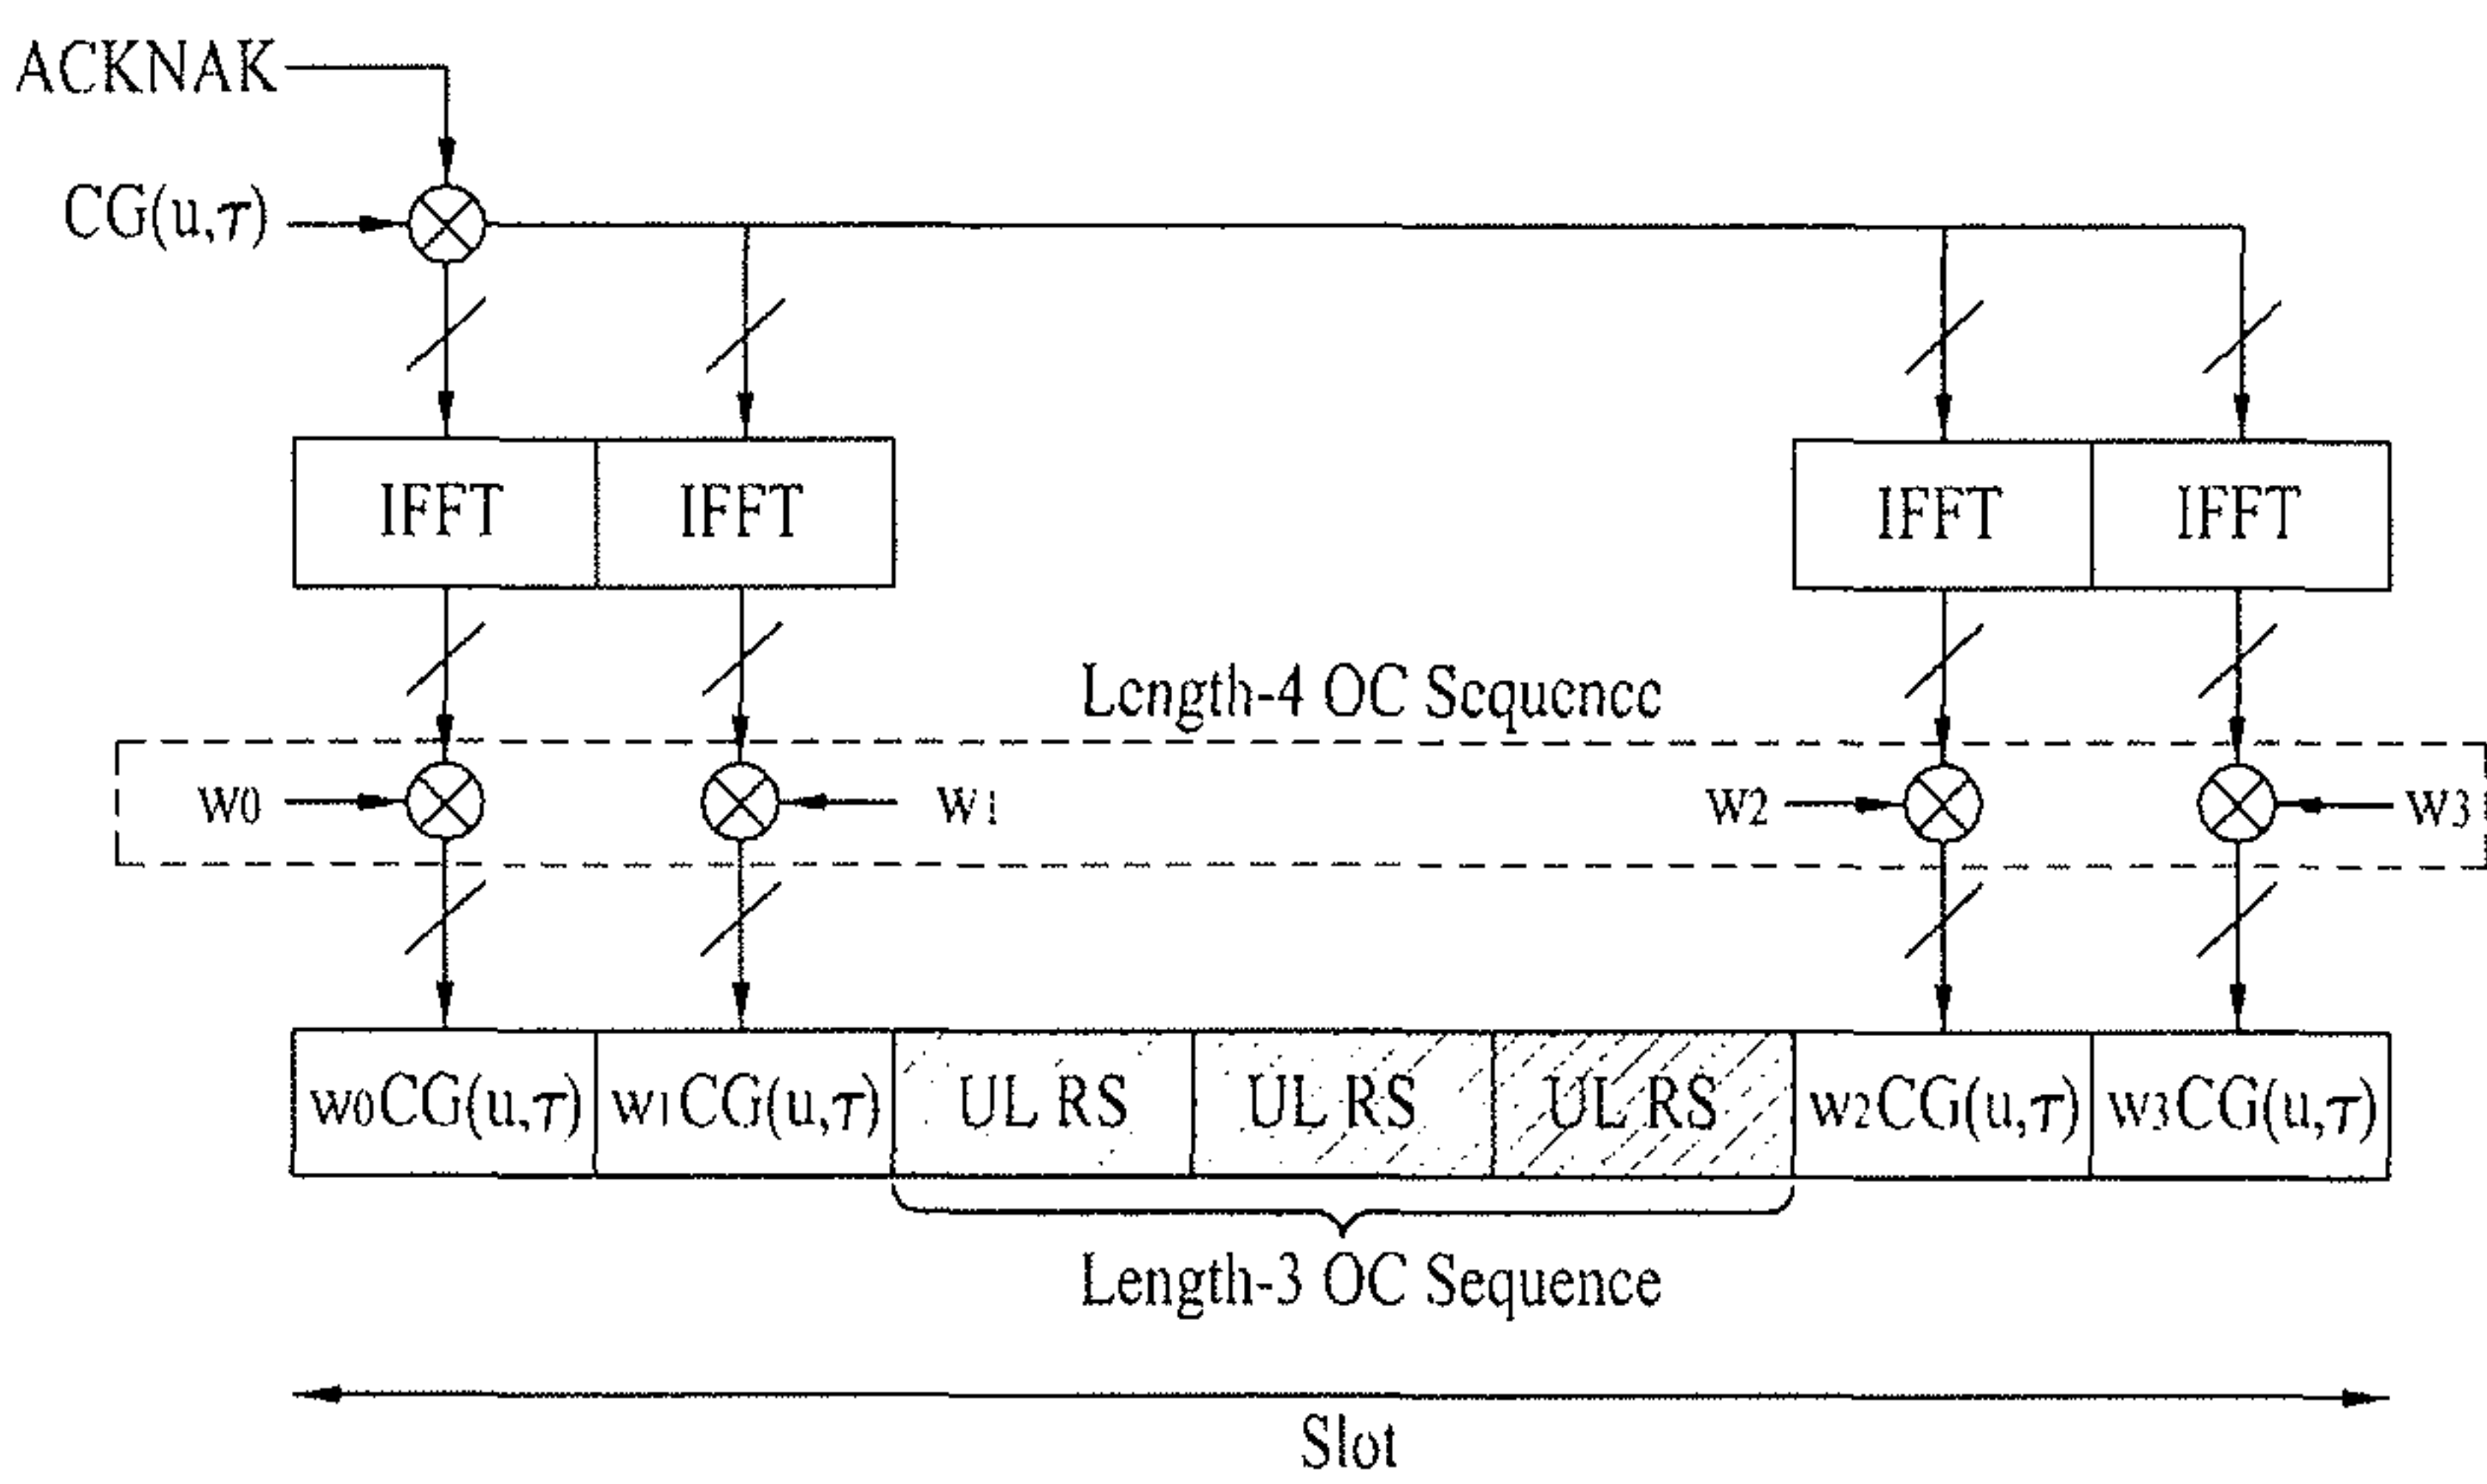 ACKNAK
CG(u,τ)
IFFT IFFT IFFT IFFT
Length-4 OC Sequence
w0 w1 w2 w3
w0CG(u,τ) w1CG(u,τ) UL RS UL RS UL RS w2CG(u,τ) w3CG(u,τ)
Length-3 OC Sequence
Slot